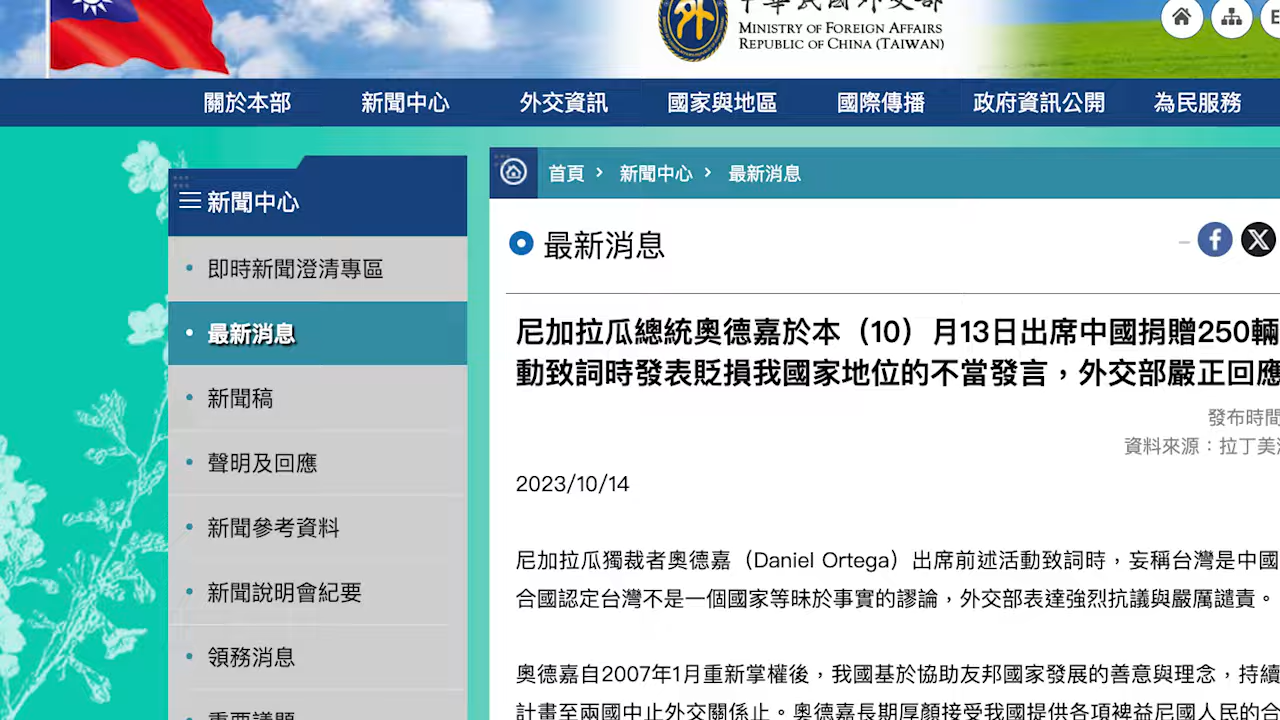 中華民國外交部
MINISTRY OF FOREIGN AFFAIRS
REPUBLIC OF CHINA (TAIWAN)
關於本部 新聞中心 外交資訊 國家與地區 國際傳播 政府資訊公開 為民服務
新聞中心
即時新聞澄清專區
最新消息
新聞稿
聲明及回應
新聞參考資料
新聞說明會紀要
領務消息
重要議題
首頁 > 新聞中心 > 最新消息
最新消息
尼加拉瓜總統奧德嘉於本（10）月13日出席中國捐贈250輛
動致詞時發表貶損我國家地位的不當發言，外交部嚴正回應
發布時間
資料來源：拉丁美
2023/10/14
尼加拉瓜獨裁者奧德嘉（Daniel Ortega）出席前述活動致詞時，妄稱台灣是中國
合國認定台灣不是一個國家等昧於事實的謬論，外交部表達強烈抗議與嚴厲譴責。
奧德嘉自2007年1月重新掌權後，我國基於協助友邦國家發展的善意與理念，持續
計畫至兩國中止外交關係止。奧德嘉長期厚顏接受我國提供各項裨益尼國人民的合